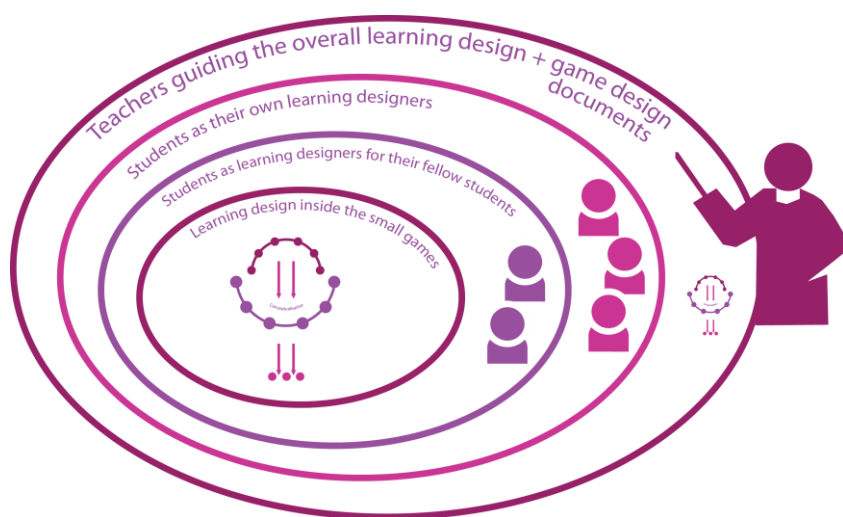 Teachers guiding the overall learning design + game design
documents
Students as their own learning designers
Students as learning designers for their fellow students
Learning design inside the small games